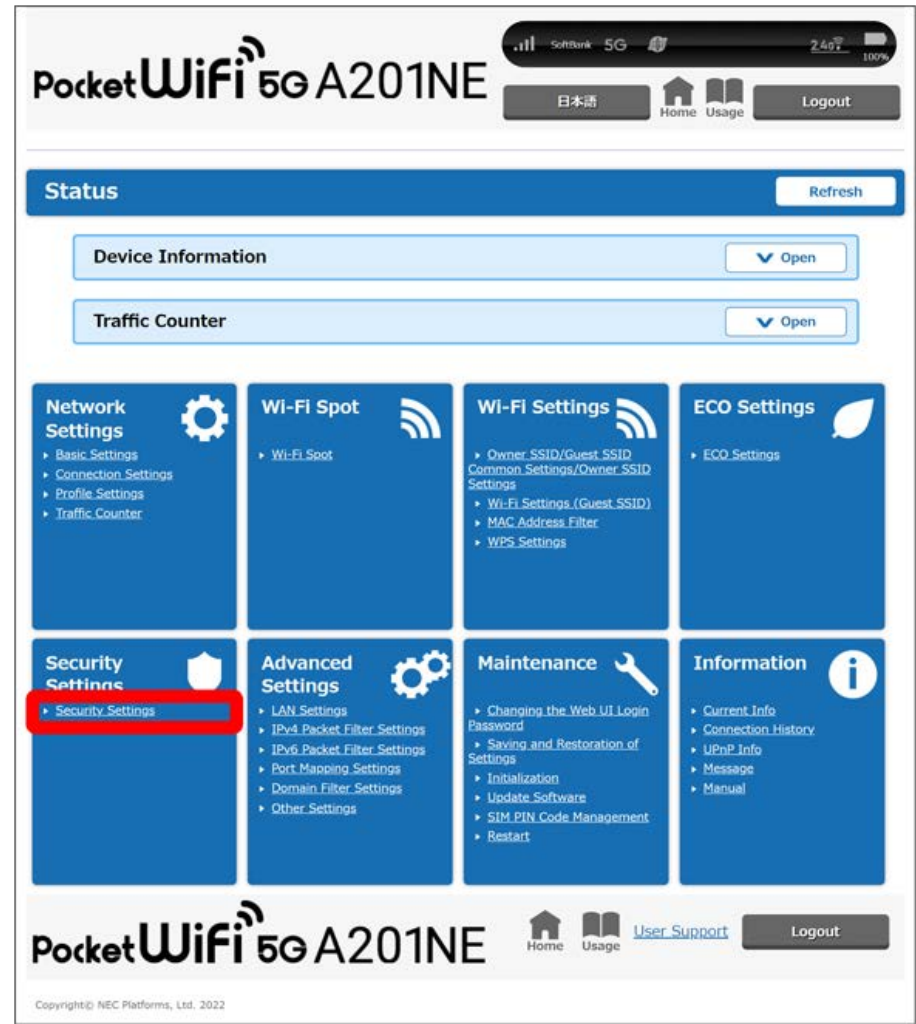 PocketWiFi 5G A201NE
SoftBank 5G 2.4G 100%
日本語 Home Usage Logout
Status Refresh
Device Information Open
Traffic Counter Open
Network
Settings
Basic Settings
Connection Settings
Profile Settings
Traffic Counter
Wi-Fi Spot
Wi-Fi Spot
Wi-Fi Settings
Owner SSID/Guest SSID
Common Settings/Owner SSID
Settings
Wi-Fi Settings (Guest SSID)
MAC Address Filter
WPS Settings
ECO Settings
ECO Settings
Security
Settings
Security Settings
Advanced
Settings
LAN Settings
IPv4 Packet Filter Settings
IPv6 Packet Filter Settings
Port Mapping Settings
Domain Filter Settings
Other Settings
Maintenance
Changing the Web UI Login
Password
Saving and Restoration of
Settings
Initialization
Update Software
SIM PIN Code Management
Restart
Information
Current Info
Connection History
UPnP Info
Message
Manual
PocketWiFi 5G A201NE Home Usage User Support Logout
Copyright© NEC Platforms, Ltd. 2022